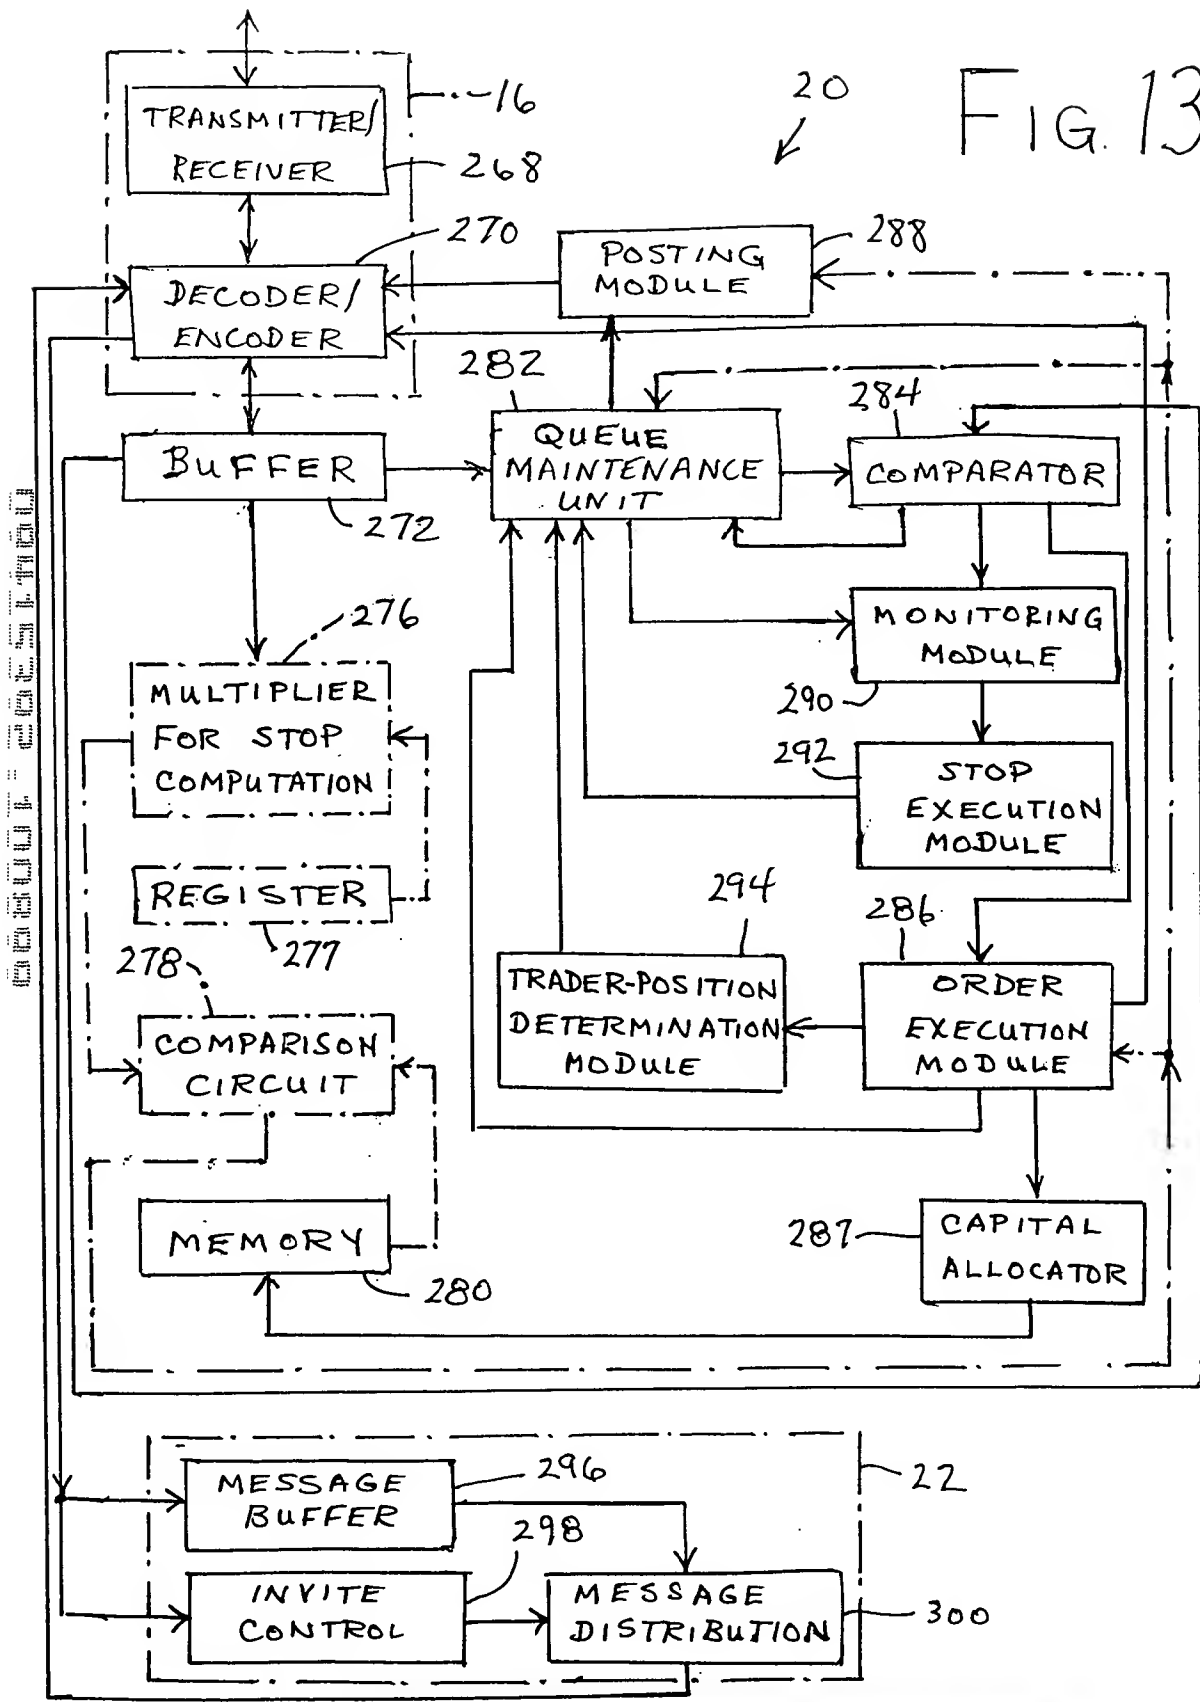 FIG. 13
20
16
TRANSMITTER/
RECEIVER
268
270
DECODER/
ENCODER
POSTING
MODULE
288
282
QUEUE
MAINTENANCE
UNIT
284
COMPARATOR
BUFFER
272
276
MULTIPLIER
FOR STOP
COMPUTATION
MONITORING
MODULE
290
292
STOP
EXECUTION
MODULE
REGISTER
277
278
COMPARISON
CIRCUIT
294
TRADER-POSITION
DETERMINATION
MODULE
286
ORDER
EXECUTION
MODULE
MEMORY
280
287
CAPITAL
ALLOCATOR
22
MESSAGE
BUFFER
296
298
INVITE
CONTROL
MESSAGE
DISTRIBUTION
300